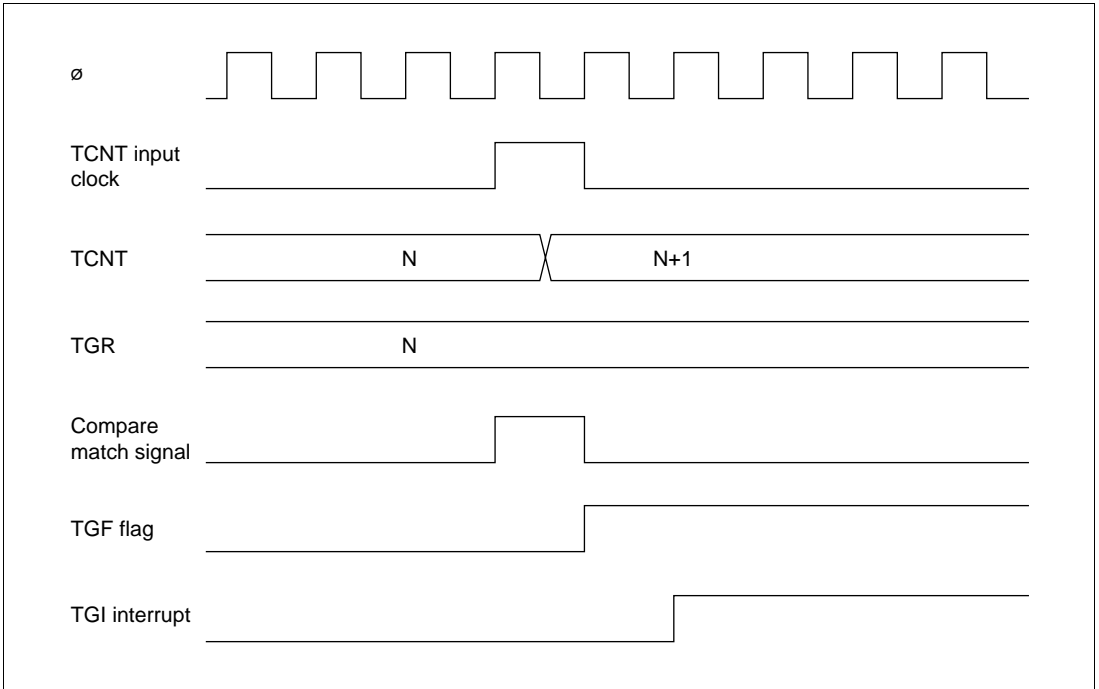 ø
TCNT input
clock
TCNT
N
N+1
TGR
N
Compare
match signal
TGF flag
TGI interrupt